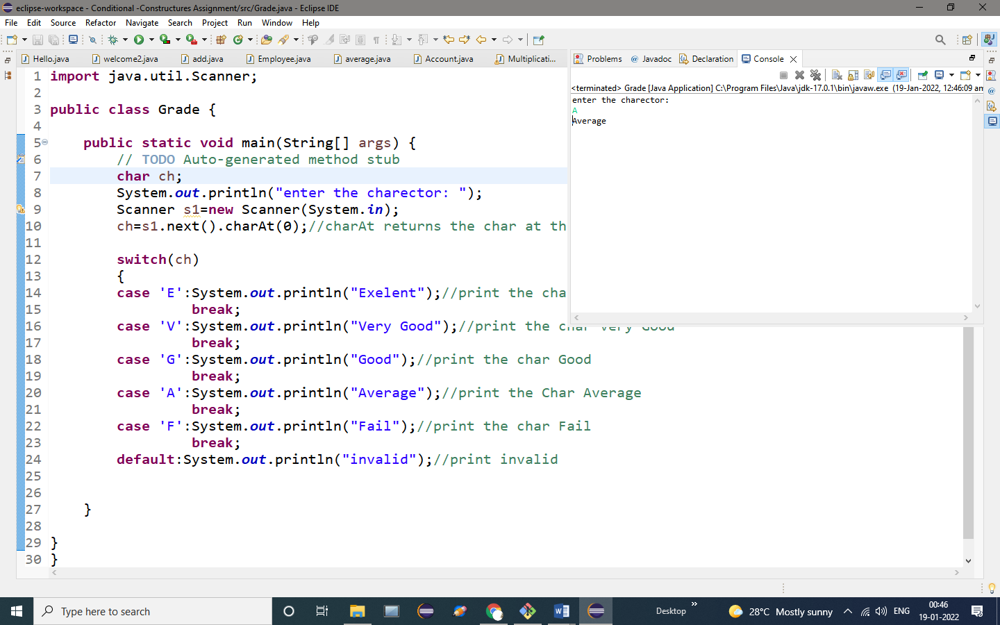 eclipse-workspace - Conditional -Constructures Assignment/src/Grade.java - Eclipse IDE
File Edit Source Refactor Navigate Search Project Run Window Help
Hello.java welcome2.java add.java Employee.java average.java Account.java Multiplicati...
1 import java.util.Scanner;
2
3 public class Grade {
4
5 public static void main(String[] args) {
6 // TODO Auto-generated method stub
7 char ch;
8 System.out.println("enter the charector: ");
9 Scanner s1=new Scanner(System.in);
10 ch=s1.next().charAt(0);//charAt returns the char at th
11
12 switch(ch)
13 {
14 case 'E':System.out.println("Exelent");//print the cha
15 break;
16 case 'V':System.out.println("Very Good");//print the char Very Good
17 break;
18 case 'G':System.out.println("Good");//print the char Good
19 break;
20 case 'A':System.out.println("Average");//print the Char Average
21 break;
22 case 'F':System.out.println("Fail");//print the char Fail
23 break;
24 default:System.out.println("invalid");//print invalid
25
26
27 }
28
29 }
30 }
Problems @ Javadoc Declaration Console
<terminated> Grade [Java Application] C:\Program Files\Java\jdk-17.0.1\bin\javaw.exe (19-Jan-2022, 12:46:09 am
enter the charector:
A
Average
Type here to search
Desktop
28°C Mostly sunny
ENG
00:46
19-01-2022